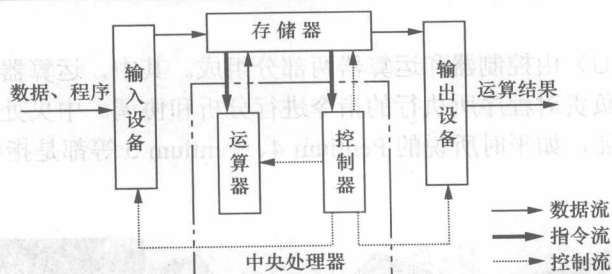 存储器
输入设备
数据、程序
运算器
控制器
输出设备
运算结果
数据流
指令流
控制流
中央处理器